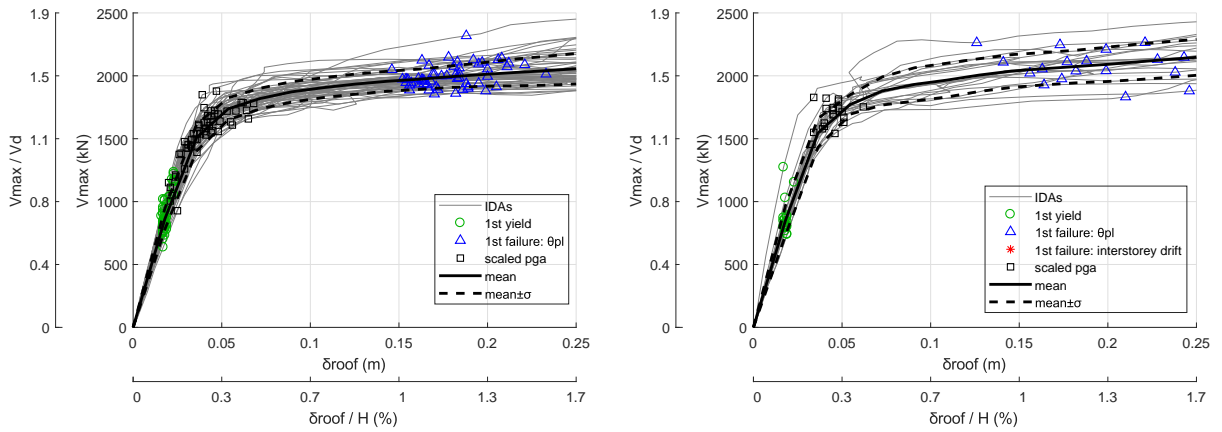 1.9
1.5
1.1
0.8
0.4
0
Vmax / Vd
2500
2000
1500
1000
500
0
Vmax (kN)
IDAs
1st yield
1st failure: θpl
scaled pga
mean
mean±σ
0
0.05
0.1
0.15
0.2
0.25
δroof (m)
0
0.3
0.7
1
1.3
1.7
δroof / H (%)
1.9
1.5
1.1
0.8
0.4
0
Vmax / Vd
2500
2000
1500
1000
500
0
Vmax (kN)
IDAs
1st yield
1st failure: θpl
1st failure: interstorey drift
scaled pga
mean
mean±σ
0
0.05
0.1
0.15
0.2
0.25
δroof (m)
0
0.3
0.7
1
1.3
1.7
δroof / H (%)